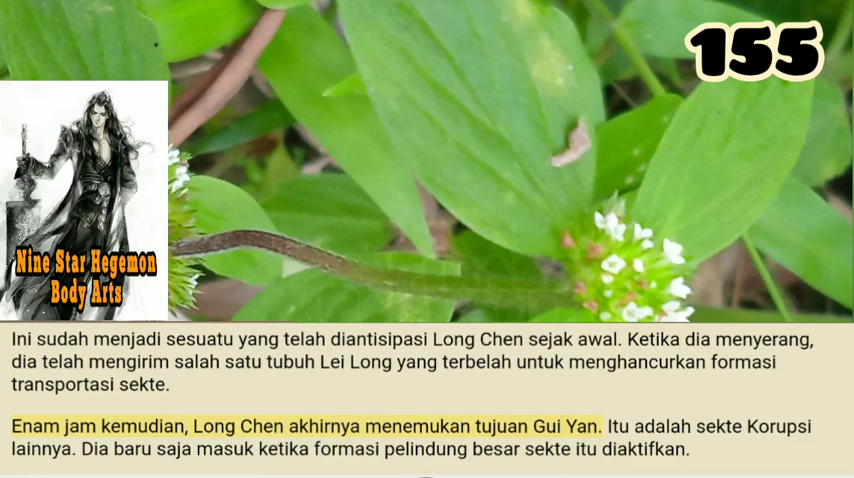 155
Nine Star Hegemon
Body Arts
Ini sudah menjadi sesuatu yang telah diantisipasi Long Chen sejak awal. Ketika dia menyerang,
dia telah mengirim salah satu tubuh Lei Long yang terbelah untuk menghancurkan formasi
transportasi sekte.
Enam jam kemudian, Long Chen akhirnya menemukan tujuan Gui Yan. Itu adalah sekte Korupsi
lainnya. Dia baru saja masuk ketika formasi pelindung besar sekte itu diaktifkan.